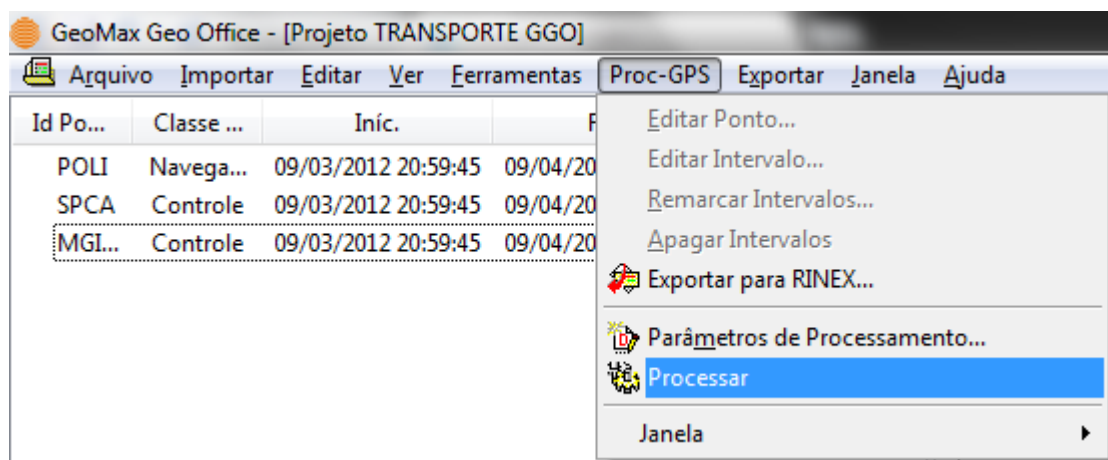 GeoMax Geo Office - [Projeto TRANSPORTE GGO]
Arquivo Importar Editar Ver Ferramentas Proc-GPS Exportar Janela Ajuda
Id Po... Classe ... Iníc. F
POLI Navega... 09/03/2012 20:59:45 09/04/20
SPCA Controle 09/03/2012 20:59:45 09/04/20
MGI... Controle 09/03/2012 20:59:45 09/04/20
Editar Ponto...
Editar Intervalo...
Remarcar Intervalos...
Apagar Intervalos
Exportar para RINEX...
Parâmetros de Processamento...
Processar
Janela